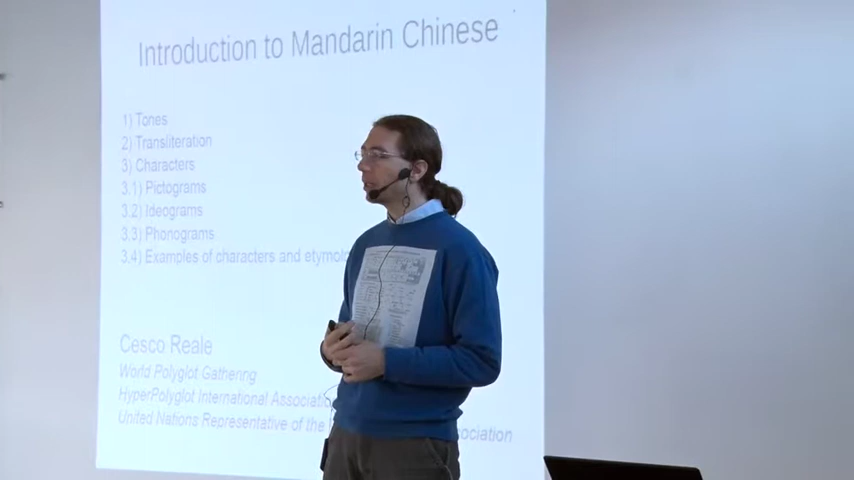 Introduction to Mandarin Chinese
1) Tones
2) Transliteration
3) Characters
3.1) Pictograms
3.2) Ideograms
3.3) Phonograms
3.4) Examples of characters and etymolo
Cesco Reale
World Polyglot Gathering
HyperPolyglot International Associati
United Nations Representative of the ssociation